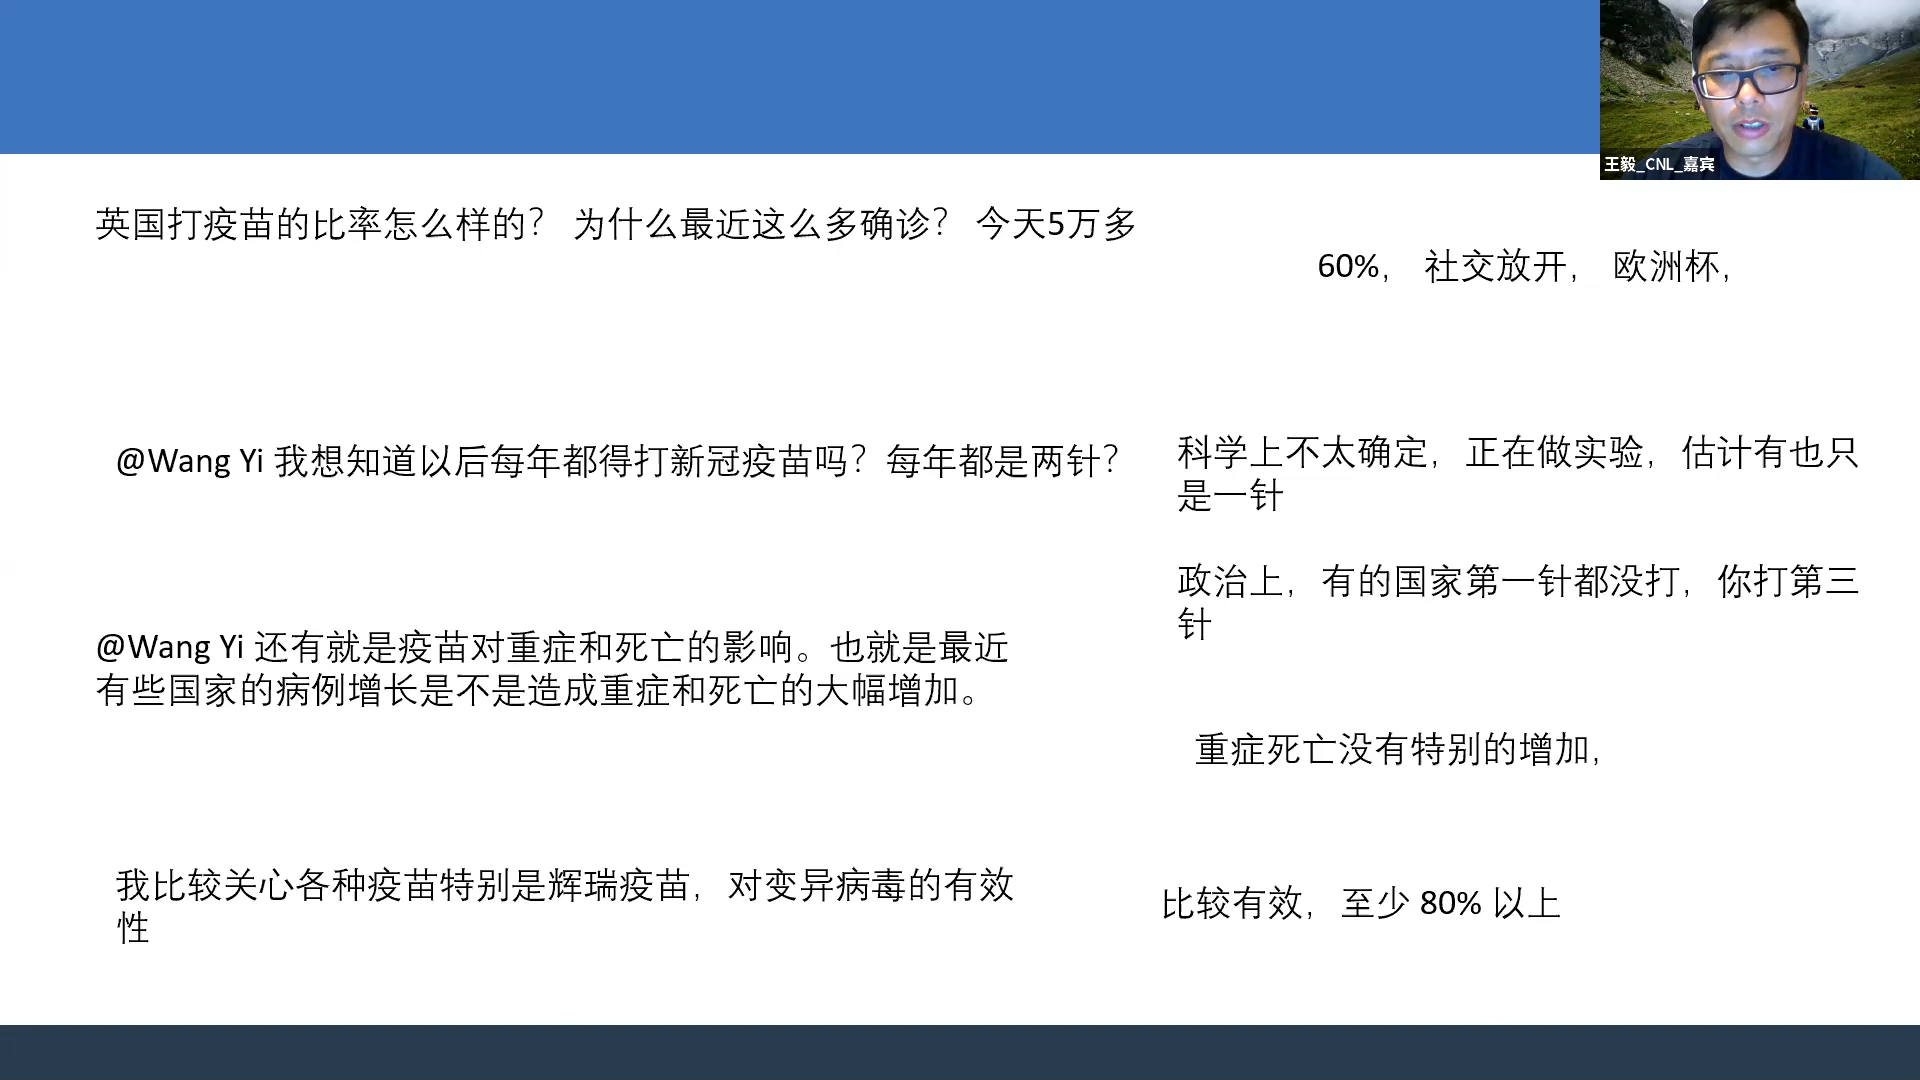 王毅_CNL_嘉宾
英国打疫苗的比率怎么样的？ 为什么最近这么多确诊？ 今天5万多
60%， 社交放开， 欧洲杯，
@Wang Yi 我想知道以后每年都得打新冠疫苗吗？每年都是两针？
科学上不太确定，正在做实验，估计有也只
是一针
政治上，有的国家第一针都没打，你打第三
针
@Wang Yi 还有就是疫苗对重症和死亡的影响。也就是最近
有些国家的病例增长是不是造成重症和死亡的大幅增加。
重症死亡没有特别的增加，
我比较关心各种疫苗特别是辉瑞疫苗，对变异病毒的有效
性
比较有效，至少 80% 以上